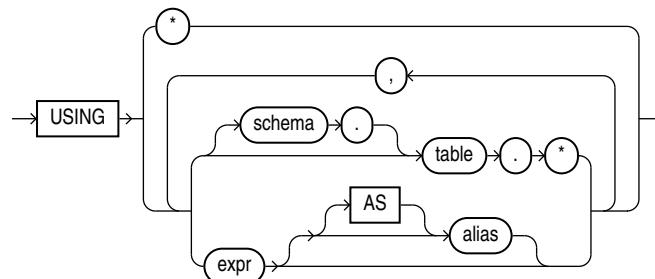 *
,
schema .
USING table . *
AS
alias
expr